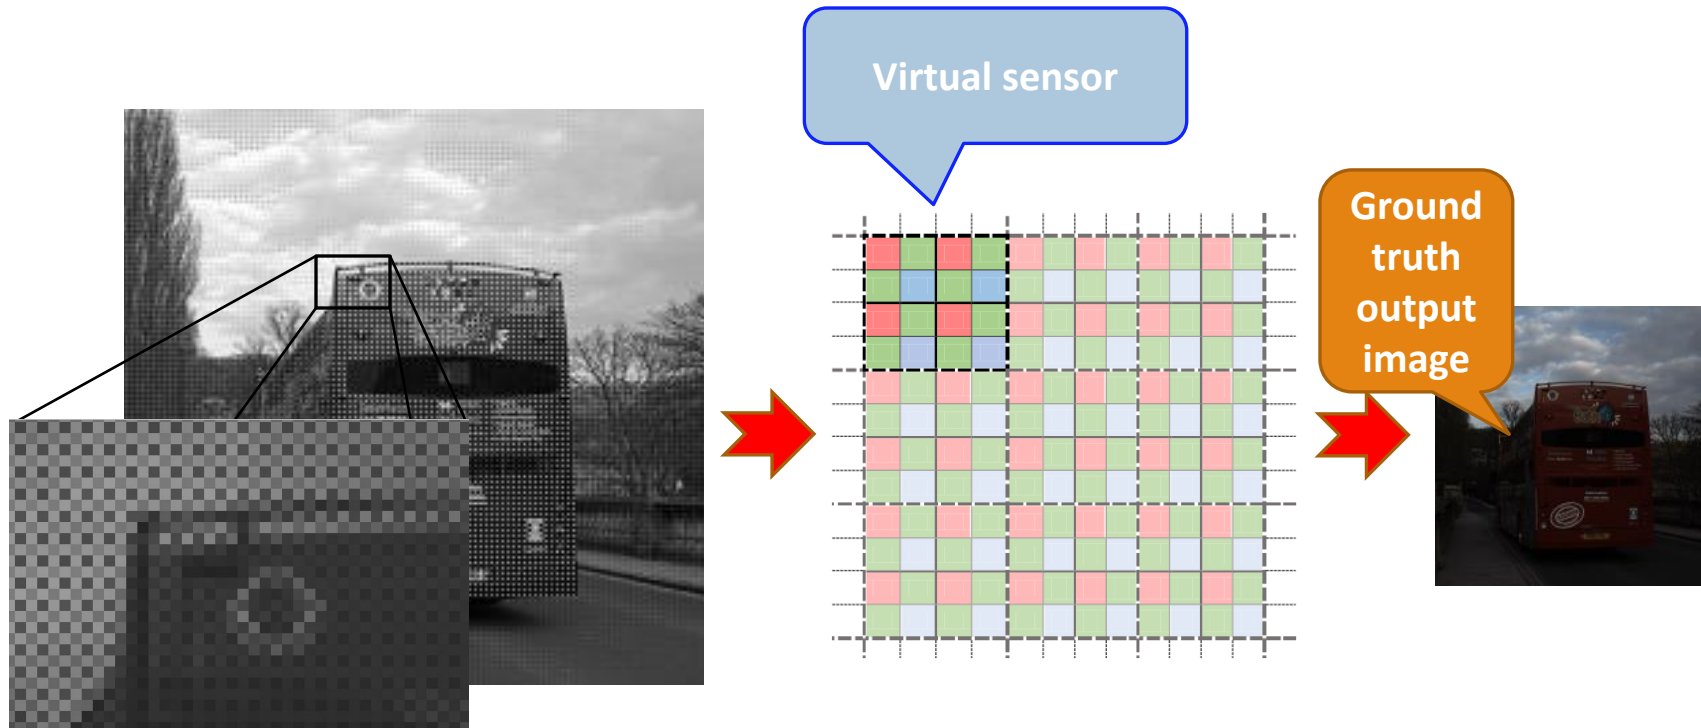 Virtual sensor
Ground
truth
output
image